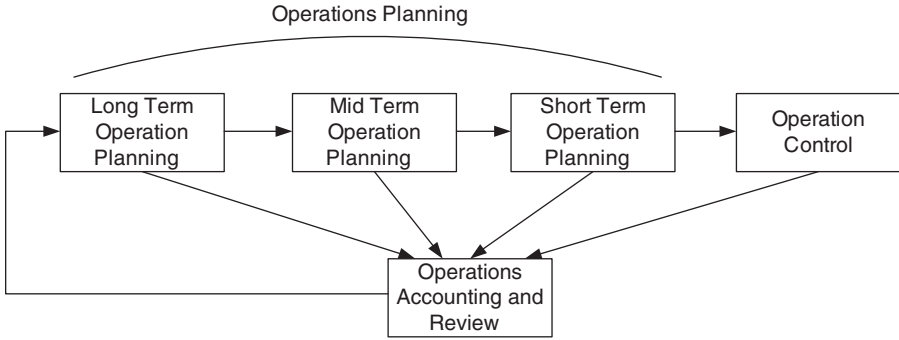 Operations Planning
Long Term
Operation
Planning
Mid Term
Operation
Planning
Short Term
Operation
Planning
Operation
Control
Operations
Accounting and
Review